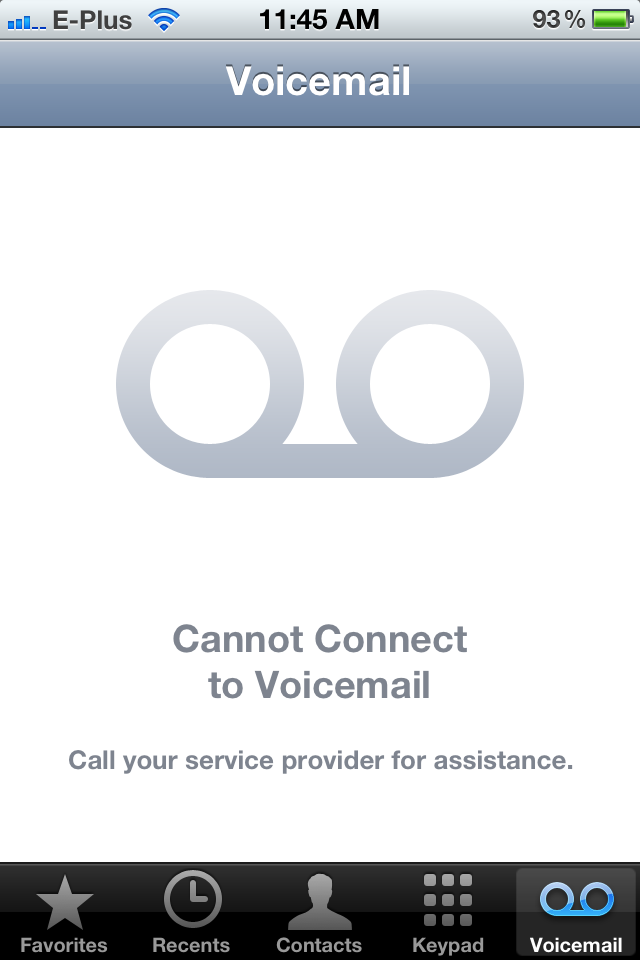 E-Plus 11:45 AM 93%
Voicemail
Cannot Connect
to Voicemail
Call your service provider for assistance.
Favorites Recents Contacts Keypad Voicemail